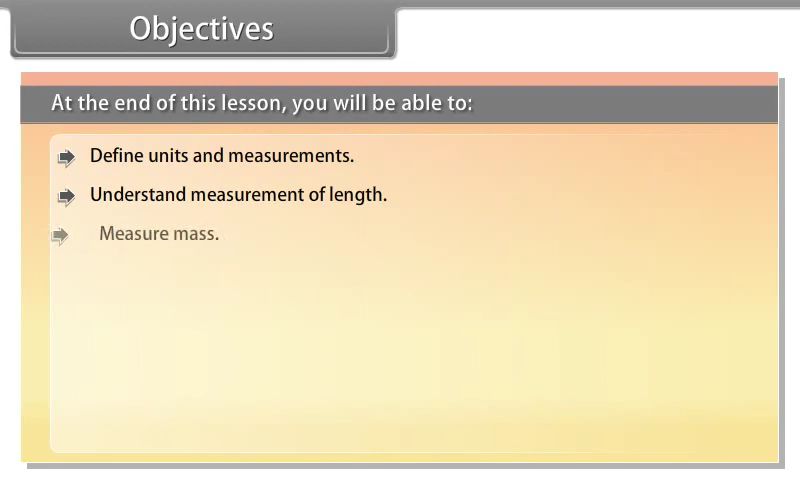 Objectives
At the end of this lesson, you will be able to:
Define units and measurements.
Understand measurement of length.
Measure mass.